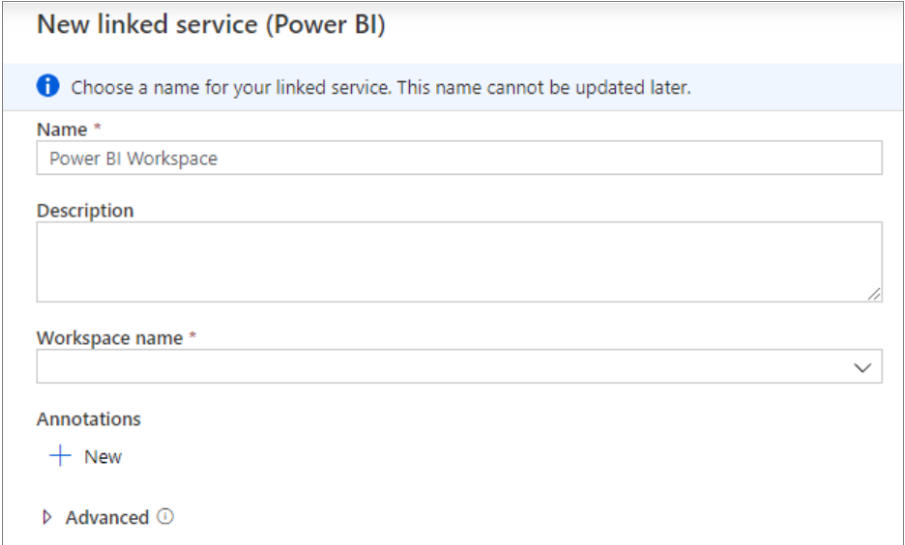 New linked service (Power BI)
Choose a name for your linked service. This name cannot be updated later.
Name *
Power BI Workspace
Description
Workspace name *
Annotations
New
Advanced